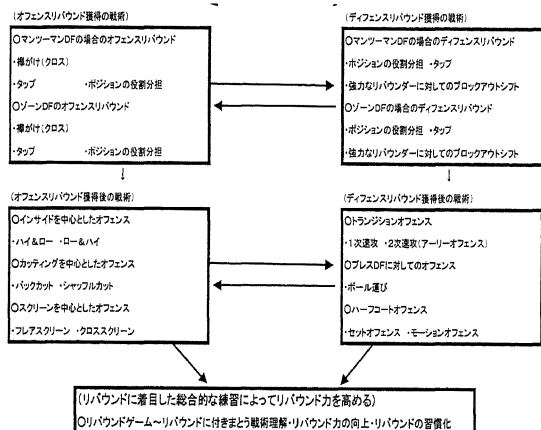 (オフェンスリバウンド獲得の戦術)
○マンツーマンDFの場合のオフェンスリバウンド
・襷がけ(クロス)
・タップ ・ポジションの役割分担
○ゾーンDFのオフェンスリバウンド
・襷がけ(クロス)
・タップ ・ポジションの役割分担
(ディフェンスリバウンド獲得の戦術)
○マンツーマンDFの場合のディフェンスリバウンド
・ポジションの役割分担 ・タップ
・強力なリバウンダーに対してのブロックアウトシフト
○ゾーンDFの場合のディフェンスリバウンド
・ポジションの役割分担 ・タップ
・強力なリバウンダーに対してのブロックアウトシフト
(オフェンスリバウンド獲得後の戦術)
○インサイドを中心としたオフェンス
・ハイ&ロー ・ロー&ハイ
○カッティングを中心としたオフェンス
・バックカット ・シャッフルカット
○スクリーンを中心としたオフェンス
・フレアスクリーン ・クロススクリーン
(ディフェンスリバウンド獲得後の戦術)
○トランジションオフェンス
・1次速攻 ・2次速攻(アーリーオフェンス)
○プレスDFに対してのオフェンス
・ボール運び
○ハーフコートオフェンス
・セットオフェンス ・モーションオフェンス
(リバウンドに着目した総合的な練習によってリバウンド力を高める)
○リバウンドゲーム～リバウンドに付きまとう戦術理解・リバウンド力の向上・リバウンドの習慣化